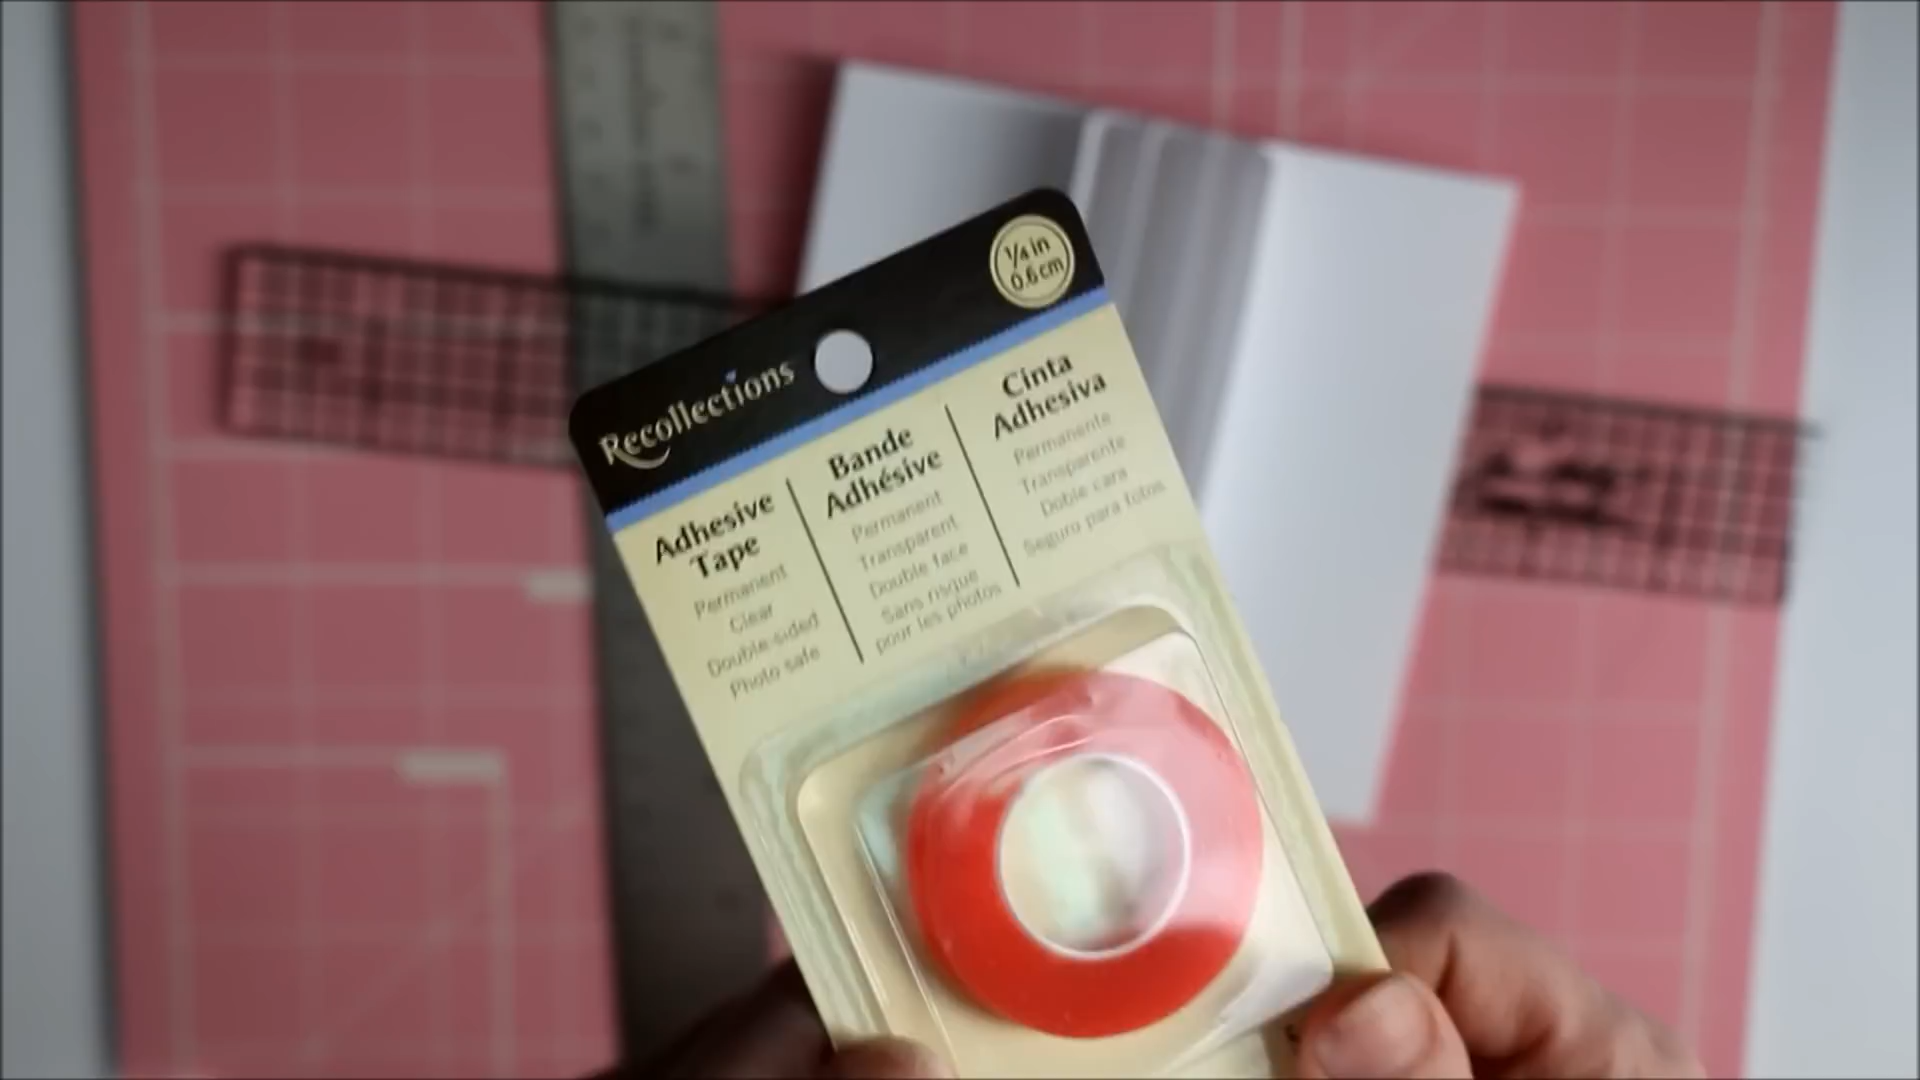 Recollections
1/4 in
0.6 cm
Adhesive
Tape
Permanent
Clear
Double-sided
Photo safe
Bande
Adhésive
Permanent
Transparent
Double face
Sans risque
pour les photos
Cinta
Adhesiva
Permanente
Transparente
Doble cara
Seguro para fotos